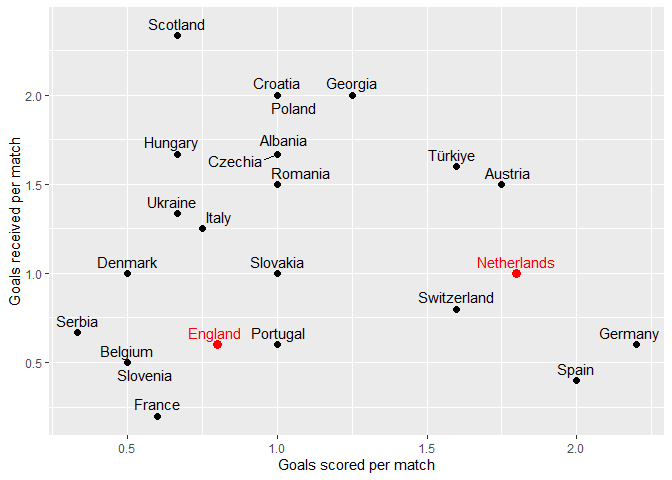 Scotland
Croatia
Georgia
2.0
Poland
Hungary
Albania
Czechia
Türkiye
Romania
Austria
1.5
Ukraine
Italy
Denmark
Slovakia
Netherlands
1.0
Switzerland
Serbia
England
Portugal
Germany
Belgium
0.5
Slovenia
Spain
France
0.5
1.0
1.5
2.0
Goals scored per match
Goals received per match